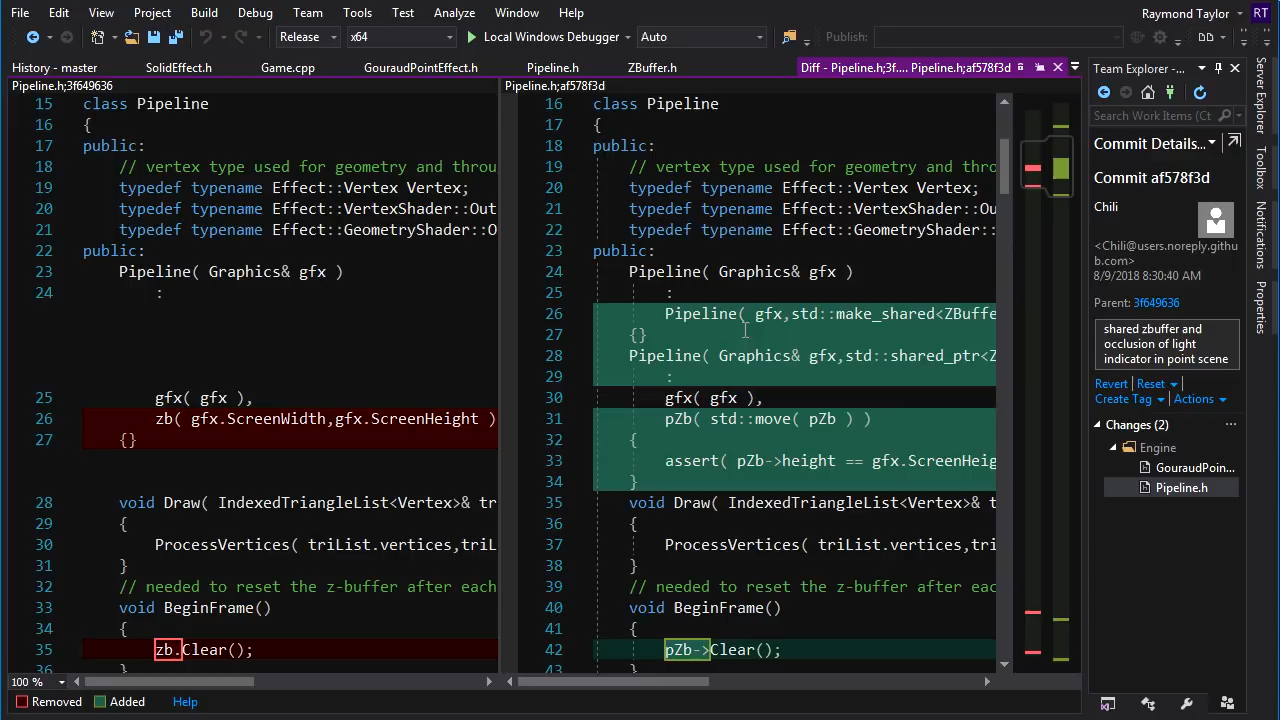 File Edit View Project Build Debug Team Tools Test Analyze Window Help Raymond Taylor RT
Release x64 Local Windows Debugger Auto Publish:
History - master SolidEffect.h Game.cpp GouraudPointEffect.h Pipeline.h ZBuffer.h Diff - Pipeline.h;3f.... Pipeline.h;af578f3d
Pipeline.h;3f649636
15 class Pipeline
16 {
17 public:
18 // vertex type used for geometry and throu
19 typedef typename Effect::Vertex Vertex;
20 typedef typename Effect::VertexShader::Out
21 typedef typename Effect::GeometryShader::O
22 public:
23 Pipeline( Graphics& gfx )
24 :
25 gfx( gfx ),
26 zb( gfx.ScreenWidth,gfx.ScreenHeight )
27 {}
28 void Draw( IndexedTriangleList<Vertex>& tr
29 {
30 ProcessVertices( triList.vertices,triL
31 }
32 // needed to reset the z-buffer after each
33 void BeginFrame()
34 {
35 zb.Clear();
36 }
Pipeline.h;af578f3d
16 class Pipeline
17 {
18 public:
19 // vertex type used for geometry and throu
20 typedef typename Effect::Vertex Vertex;
21 typedef typename Effect::VertexShader::Ou
22 typedef typename Effect::GeometryShader::
23 public:
24 Pipeline( Graphics& gfx )
25 :
26 Pipeline( gfx,std::make_shared<ZBuffe
27 {}
28 Pipeline( Graphics& gfx,std::shared_ptr<Z
29 :
30 gfx( gfx ),
31 pZb( std::move( pZb ) )
32 {
33 assert( pZb->height == gfx.ScreenHeig
34 }
35 void Draw( IndexedTriangleList<Vertex>& t
36 {
37 ProcessVertices( triList.vertices,tri
38 }
39 // needed to reset the z-buffer after eac
40 void BeginFrame()
41 {
42 pZb->Clear();
43 }
100 %
Removed Added Help
Team Explorer -...
Search Work Items (Ct
Commit Details...
Commit af578f3d
Chili
<Chili@users.noreply.githu
b.com>
8/9/2018 8:30:40 AM
Parent: 3f649636
shared zbuffer and
occlusion of light
indicator in point scene
Revert Reset
Create Tag Actions
Changes (2)
Engine
GouraudPoin...
Pipeline.h
Server Explorer
Toolbox
Notifications